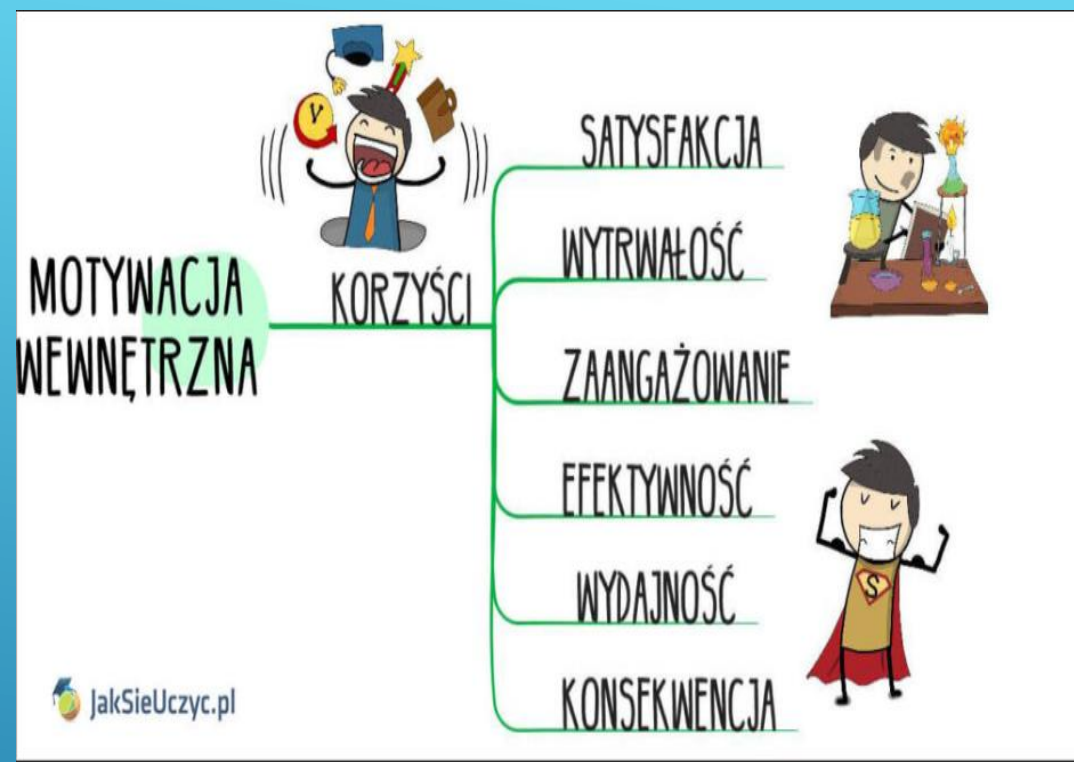 MOTYWACJA
WEWNĘTRZNA
KORZYŚCI
SATYSFAKCJA
WYTRWAŁOŚĆ
ZAANGAŻOWANIE
EFEKTYWNOŚĆ
WYDAJNOŚĆ
KONSEKWENCJA
V
S
JakSieUczyc.pl